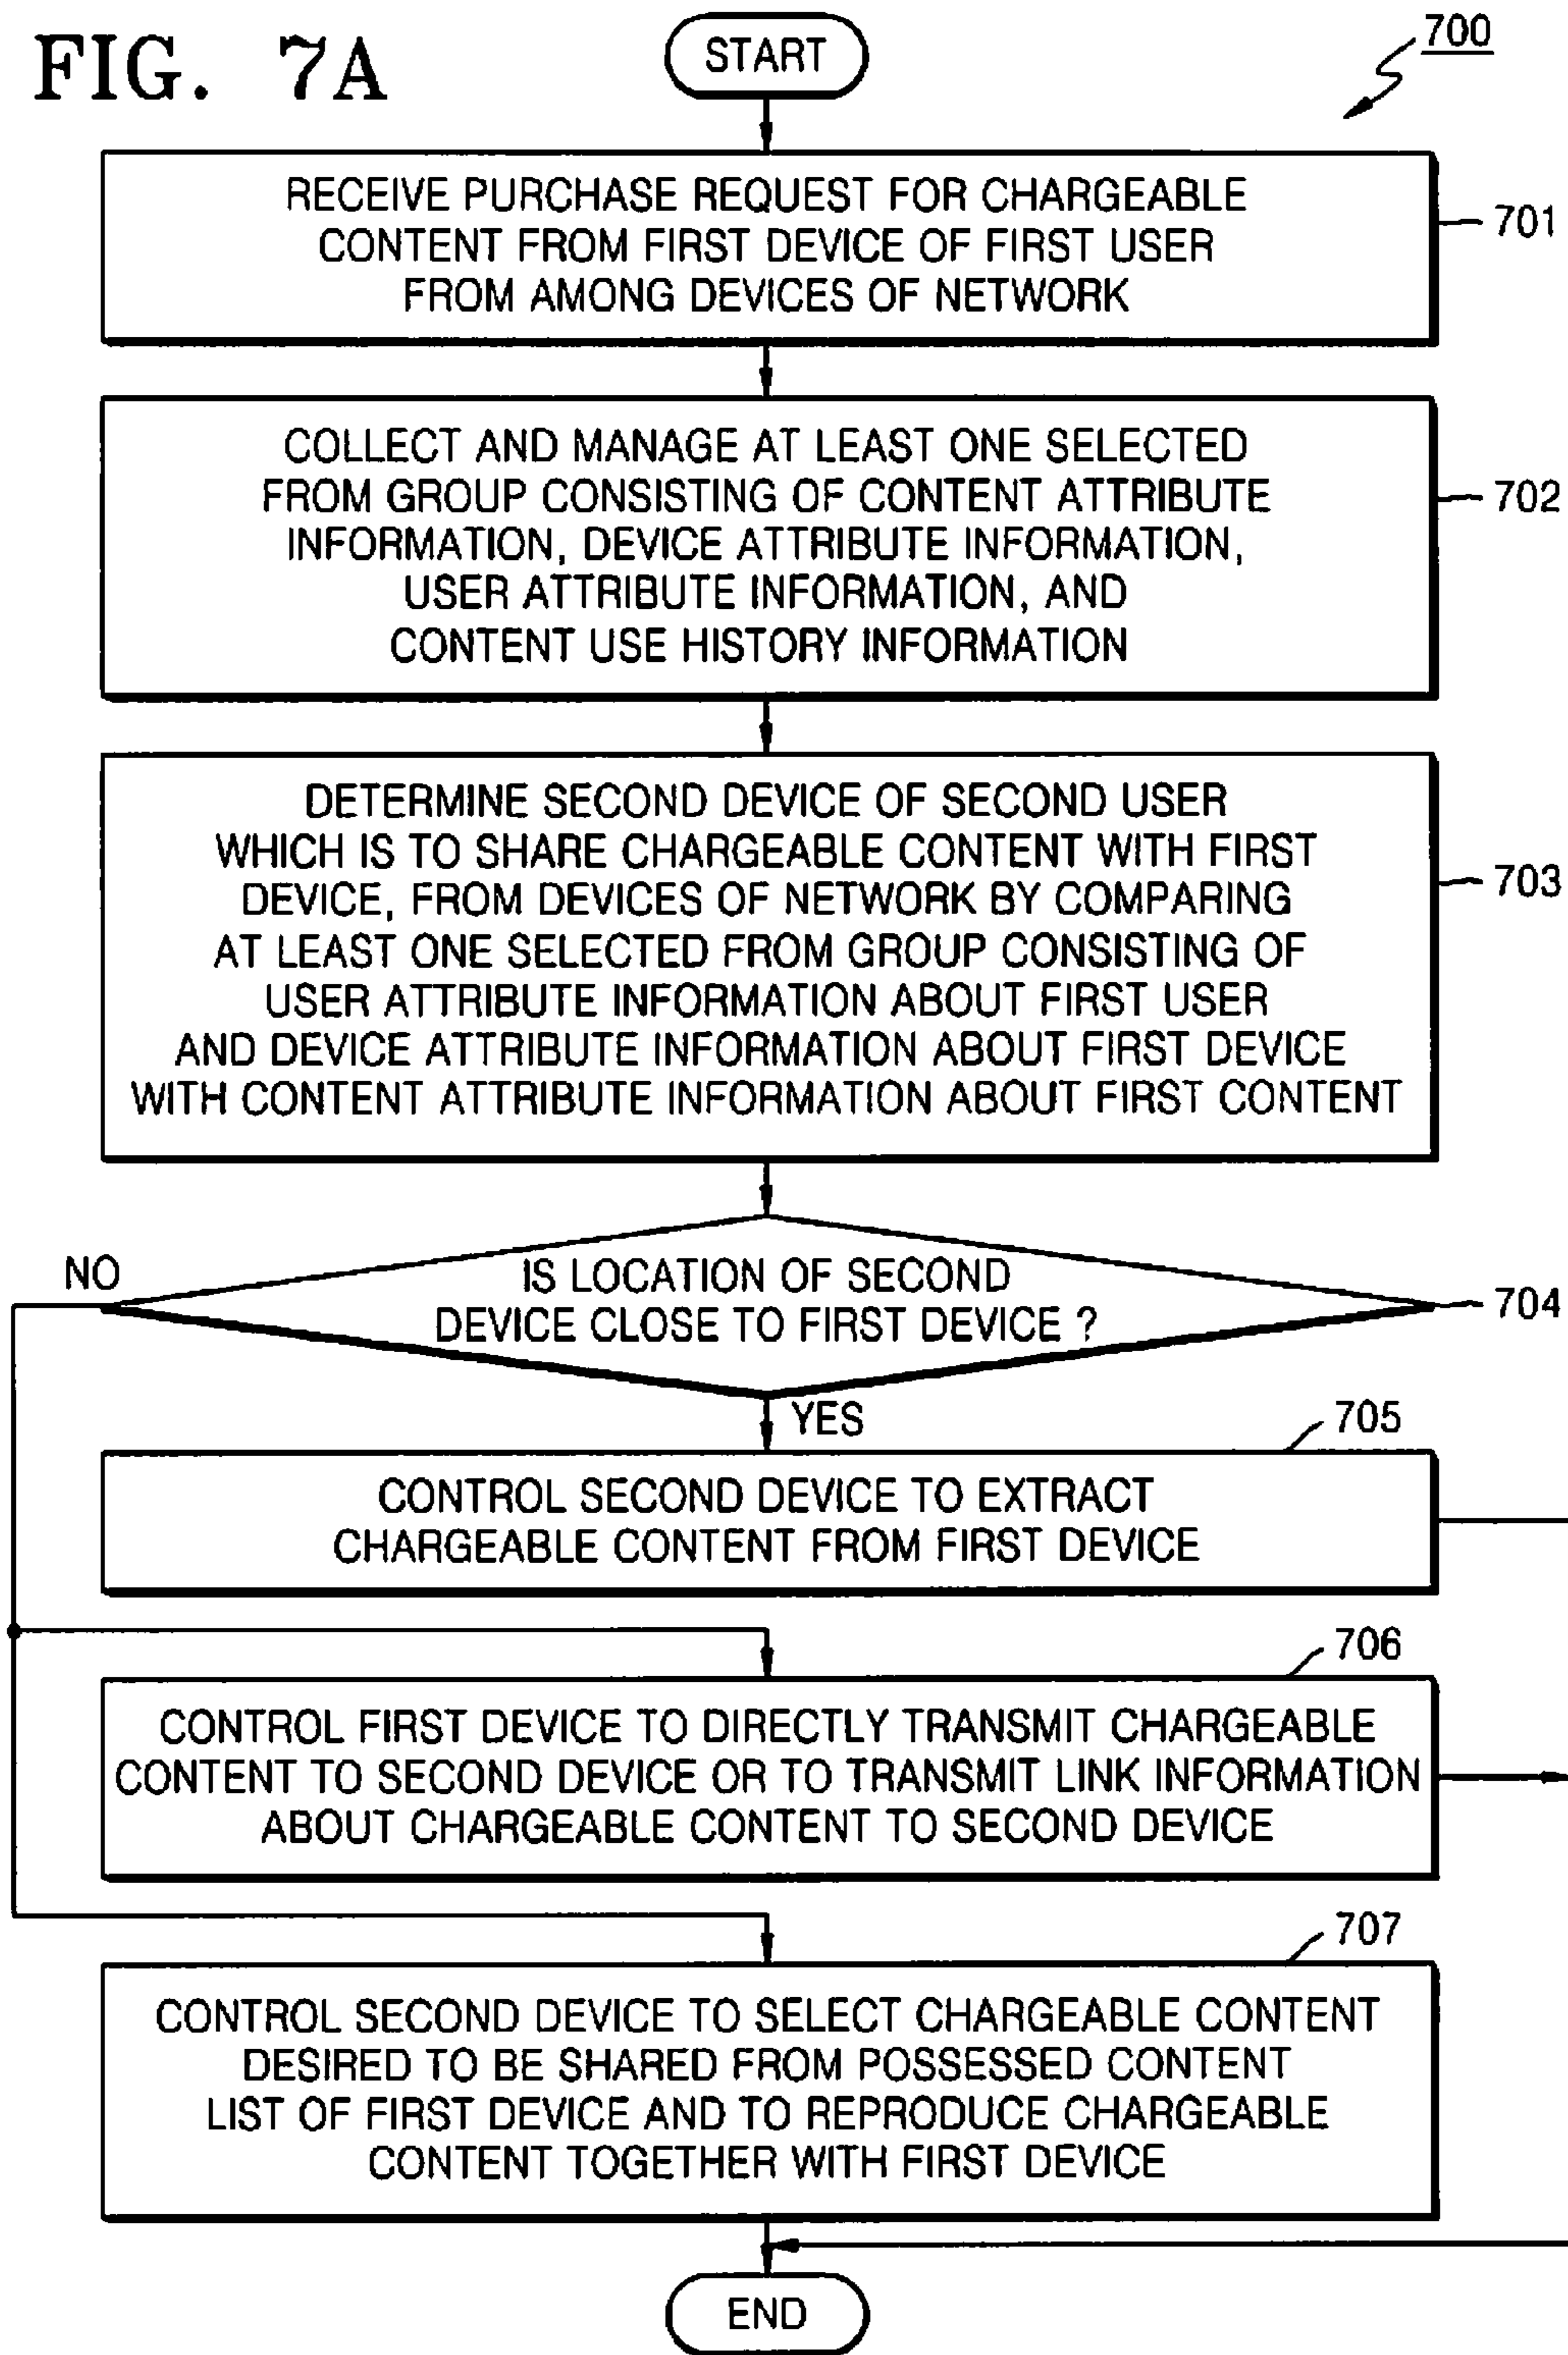 FIG. 7A
START
700
RECEIVE PURCHASE REQUEST FOR CHARGEABLE
CONTENT FROM FIRST DEVICE OF FIRST USER
FROM AMONG DEVICES OF NETWORK
701
COLLECT AND MANAGE AT LEAST ONE SELECTED
FROM GROUP CONSISTING OF CONTENT ATTRIBUTE
INFORMATION, DEVICE ATTRIBUTE INFORMATION,
USER ATTRIBUTE INFORMATION, AND
CONTENT USE HISTORY INFORMATION
702
DETERMINE SECOND DEVICE OF SECOND USER
WHICH IS TO SHARE CHARGEABLE CONTENT WITH FIRST
DEVICE, FROM DEVICES OF NETWORK BY COMPARING
AT LEAST ONE SELECTED FROM GROUP CONSISTING OF
USER ATTRIBUTE INFORMATION ABOUT FIRST USER
AND DEVICE ATTRIBUTE INFORMATION ABOUT FIRST DEVICE
WITH CONTENT ATTRIBUTE INFORMATION ABOUT FIRST CONTENT
703
NO
IS LOCATION OF SECOND
DEVICE CLOSE TO FIRST DEVICE ?
704
YES
705
CONTROL SECOND DEVICE TO EXTRACT
CHARGEABLE CONTENT FROM FIRST DEVICE
706
CONTROL FIRST DEVICE TO DIRECTLY TRANSMIT CHARGEABLE
CONTENT TO SECOND DEVICE OR TO TRANSMIT LINK INFORMATION
ABOUT CHARGEABLE CONTENT TO SECOND DEVICE
707
CONTROL SECOND DEVICE TO SELECT CHARGEABLE CONTENT
DESIRED TO BE SHARED FROM POSSESSED CONTENT
LIST OF FIRST DEVICE AND TO REPRODUCE CHARGEABLE
CONTENT TOGETHER WITH FIRST DEVICE
END